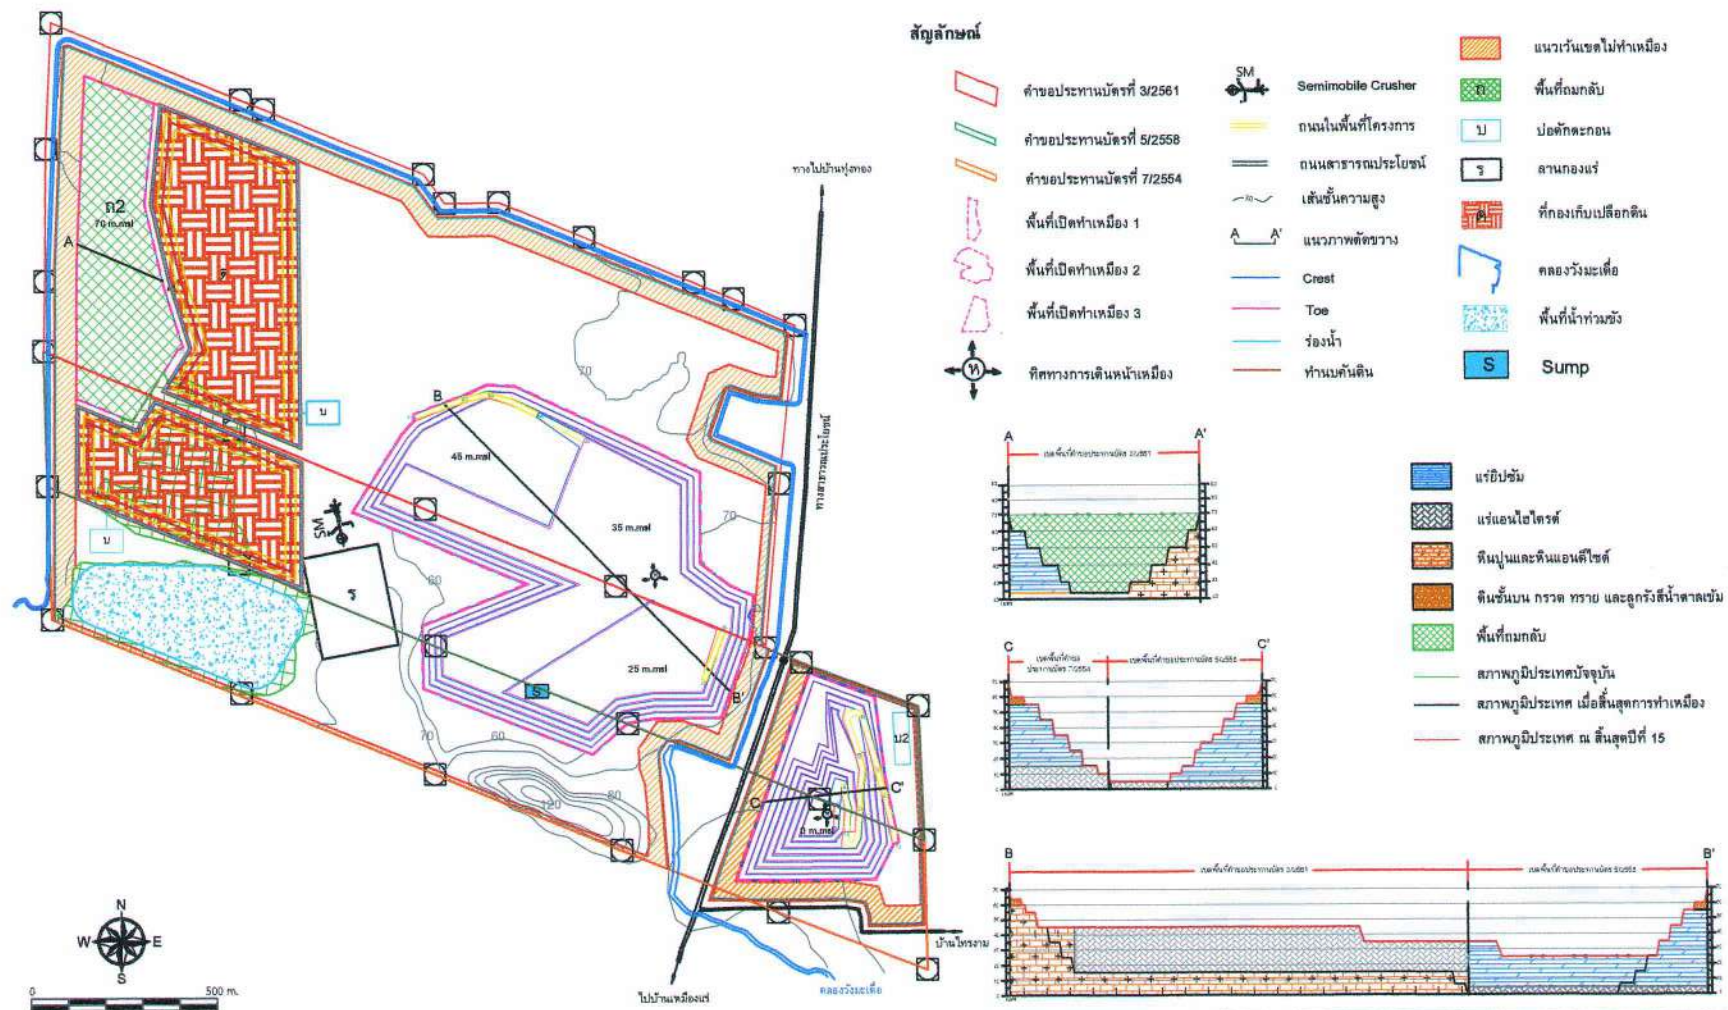 สัญลักษณ์
คำขอประทานบัตรที่ 3/2561
คำขอประทานบัตรที่ 5/2558
คำขอประทานบัตรที่ 7/2554
พื้นที่เปิดทำเหมือง 1
พื้นที่เปิดทำเหมือง 2
พื้นที่เปิดทำเหมือง 3
ห
ทิศทางการเดินหน้าเหมือง
SM
Semimobile Crusher
ถนนในพื้นที่โครงการ
ถนนสาธารณประโยชน์
เส้นชั้นความสูง
A A'
แนวภาพตัดขวาง
Crest
Toe
ร่องน้ำ
ทำนบคันดิน
แนวเว้นเขตไม่ทำเหมือง
ถ
พื้นที่ถมกลับ
บ
บ่อดักตะกอน
ร
ลานกองแร่
ด
ที่กองเก็บเปลือกดิน
คลองวังมะเดื่อ
พื้นที่น้ำท่วมขัง
S
Sump
ทางไปบ้านทุ่งทอง
ทางสาธารณประโยชน์
ถ2
70 m.msl
A
บ
B
45 m.msl
70
35 m.msl
70
SM
บ
ร
60
25 m.msl
S
B'
70
60
80
120
บ2
C
C'
0 m.msl
บ้านไทรงาม
ไปบ้านเหมืองแร่
คลองวังมะเดื่อ
N
W E
S
0 500 m.
A A'
C C'
B B'
แร่ยิปซัม
แร่แอนไฮไดรต์
หินปูนและหินแอนดีไซต์
ดินชั้นบน กรวด ทราย และลูกรังสีน้ำตาลเข้ม
พื้นที่ถมกลับ
สภาพภูมิประเทศปัจจุบัน
สภาพภูมิประเทศ เมื่อสิ้นสุดการทำเหมือง
สภาพภูมิประเทศ ณ สิ้นสุดปีที่ 15